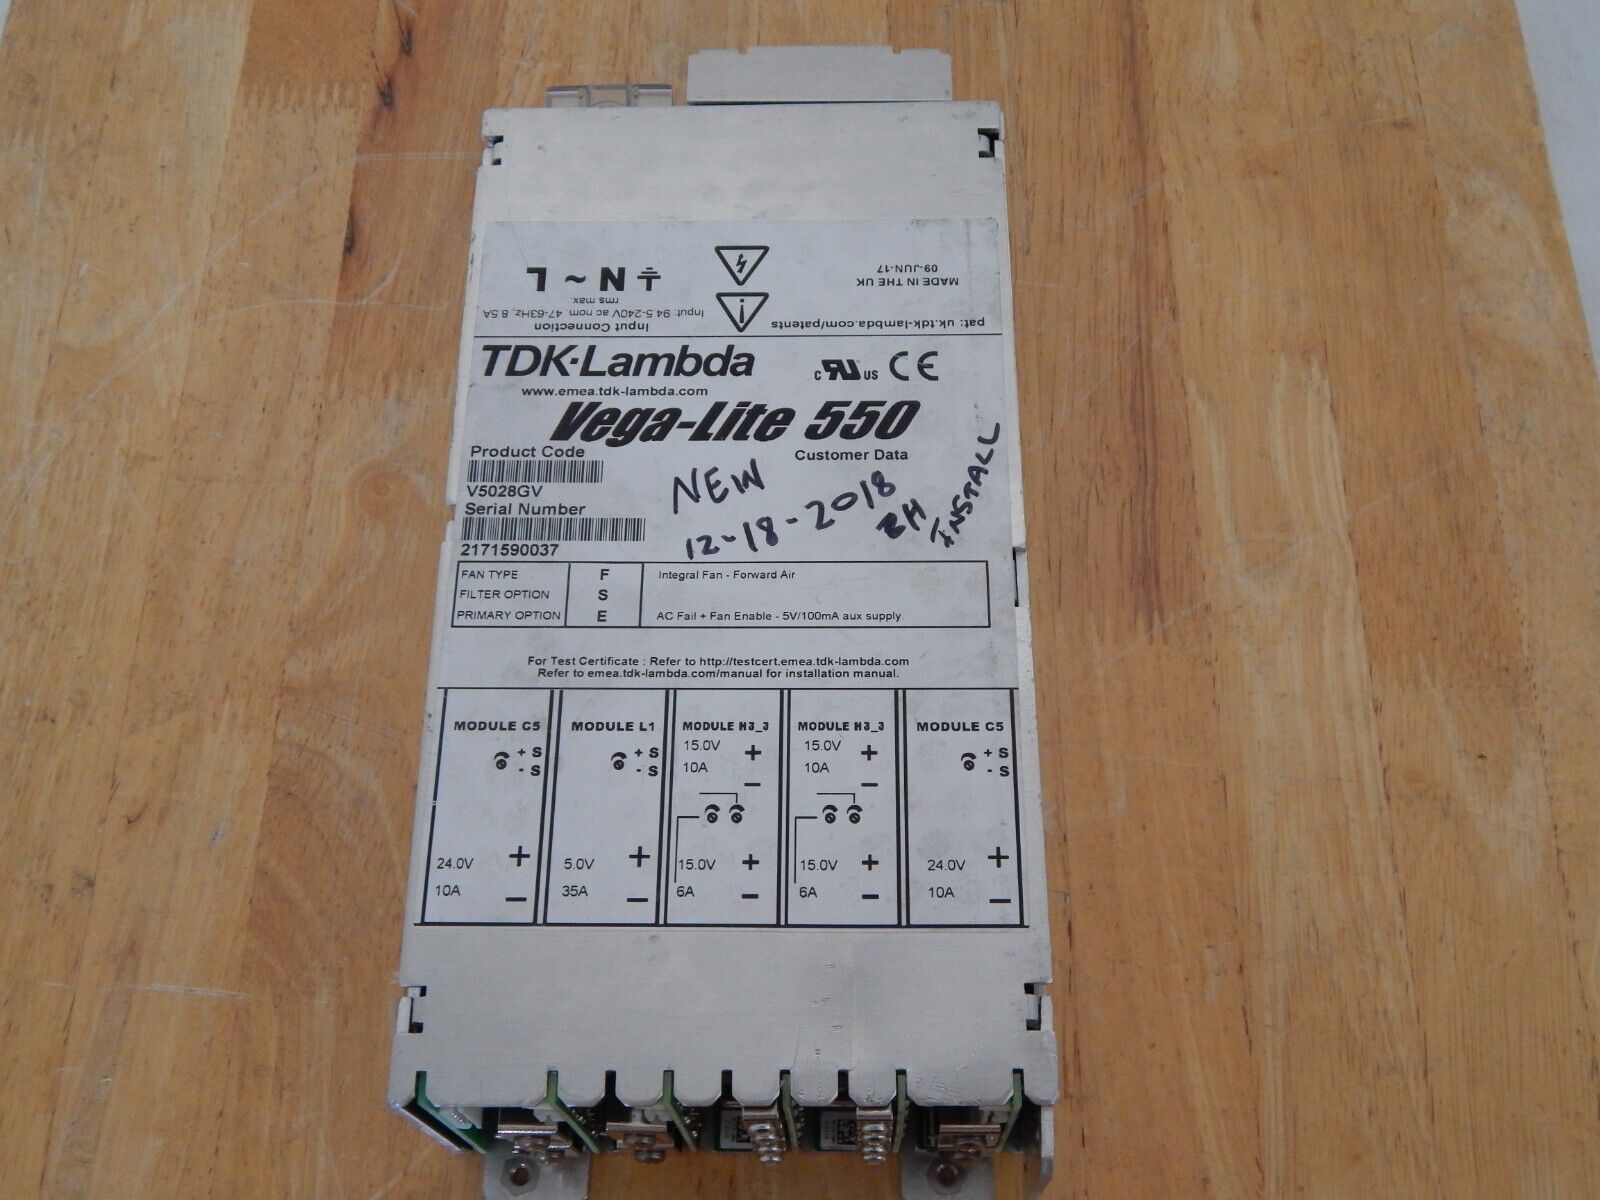 MADE IN THE UK
09-JUN-17
⏚ N ~ L
pat: uk.tdk-lambda.com/patents
Input Connection
Input: 94.5-240V ac nom. 47-63Hz, 8.5A
rms max.
TDK-Lambda
c RU US CE
www.emea.tdk-lambda.com
Vega-Lite 550
Product Code
Customer Data
V5028GV
Serial Number
2171590037
NEW
12-18-2018
INSTALL
FAN TYPE F Integral Fan - Forward Air
FILTER OPTION S
PRIMARY OPTION E AC Fail + Fan Enable - 5V/100mA aux supply.
For Test Certificate : Refer to http://testcert.emea.tdk-lambda.com
Refer to emea.tdk-lambda.com/manual for installation manual.
MODULE C5 MODULE L1 MODULE H3_3 MODULE H3_3 MODULE C5
+ S + S 15.0V + 15.0V + + S
- S - S 10A - 10A - - S
24.0V + 5.0V + 15.0V + 15.0V + 24.0V +
10A - 35A - 6A - 6A - 10A -